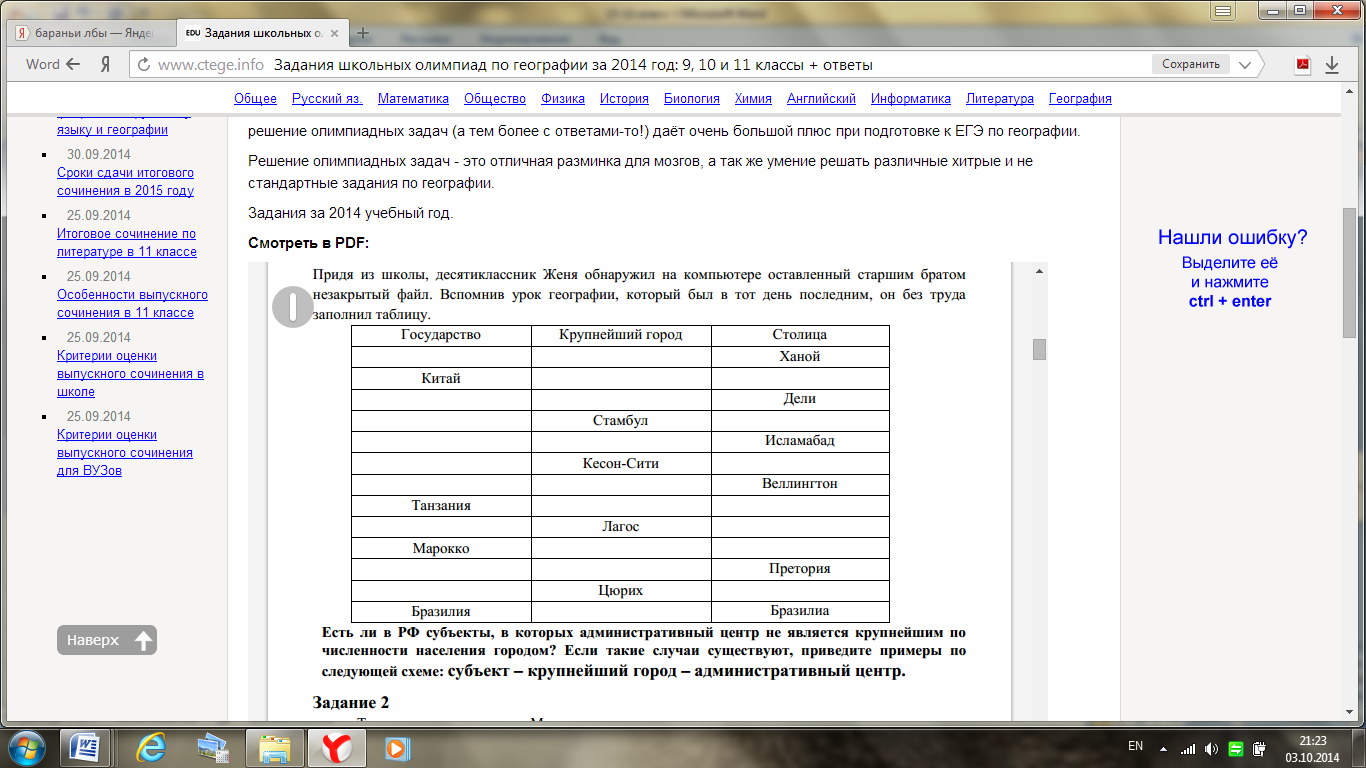 бараньи лбы — Янде
EDU Задания школьных о.
Word www.ctege.info Задания школьных олимпиад по географии за 2014 год: 9, 10 и 11 классы + ответы Сохранить
Общее Русский яз. Математика Общество Физика История Биология Химия Английский Информатика Литература География
языку и географии
30.09.2014
Сроки сдачи итогового
сочинения в 2015 году
25.09.2014
Итоговое сочинение по
литературе в 11 классе
25.09.2014
Особенности выпускного
сочинения в 11 классе
25.09.2014
Критерии оценки
выпускного сочинения в
школе
25.09.2014
Критерии оценки
выпускного сочинения
для ВУЗов
Наверх
решение олимпиадных задач (а тем более с ответами-то!) даёт очень большой плюс при подготовке к ЕГЭ по географии.
Решение олимпиадных задач - это отличная разминка для мозгов, а так же умение решать различные хитрые и не
стандартные задания по географии.
Задания за 2014 учебный год.
Смотреть в PDF:
Придя из школы, десятиклассник Женя обнаружил на компьютере оставленный старшим братом
незакрытый файл. Вспомнив урок географии, который был в тот день последним, он без труда
заполнил таблицу.
Государство Крупнейший город Столица
Ханой
Китай
Дели
Стамбул
Исламабад
Кесон-Сити
Веллингтон
Танзания
Лагос
Марокко
Претория
Цюрих
Бразилия Бразилиа
Есть ли в РФ субъекты, в которых административный центр не является крупнейшим по
численности населения городом? Если такие случаи существуют, приведите примеры по
следующей схеме: субъект – крупнейший город – административный центр.
Задание 2
Нашли ошибку?
Выделите её
и нажмите
ctrl + enter
EN
21:23
03.10.2014